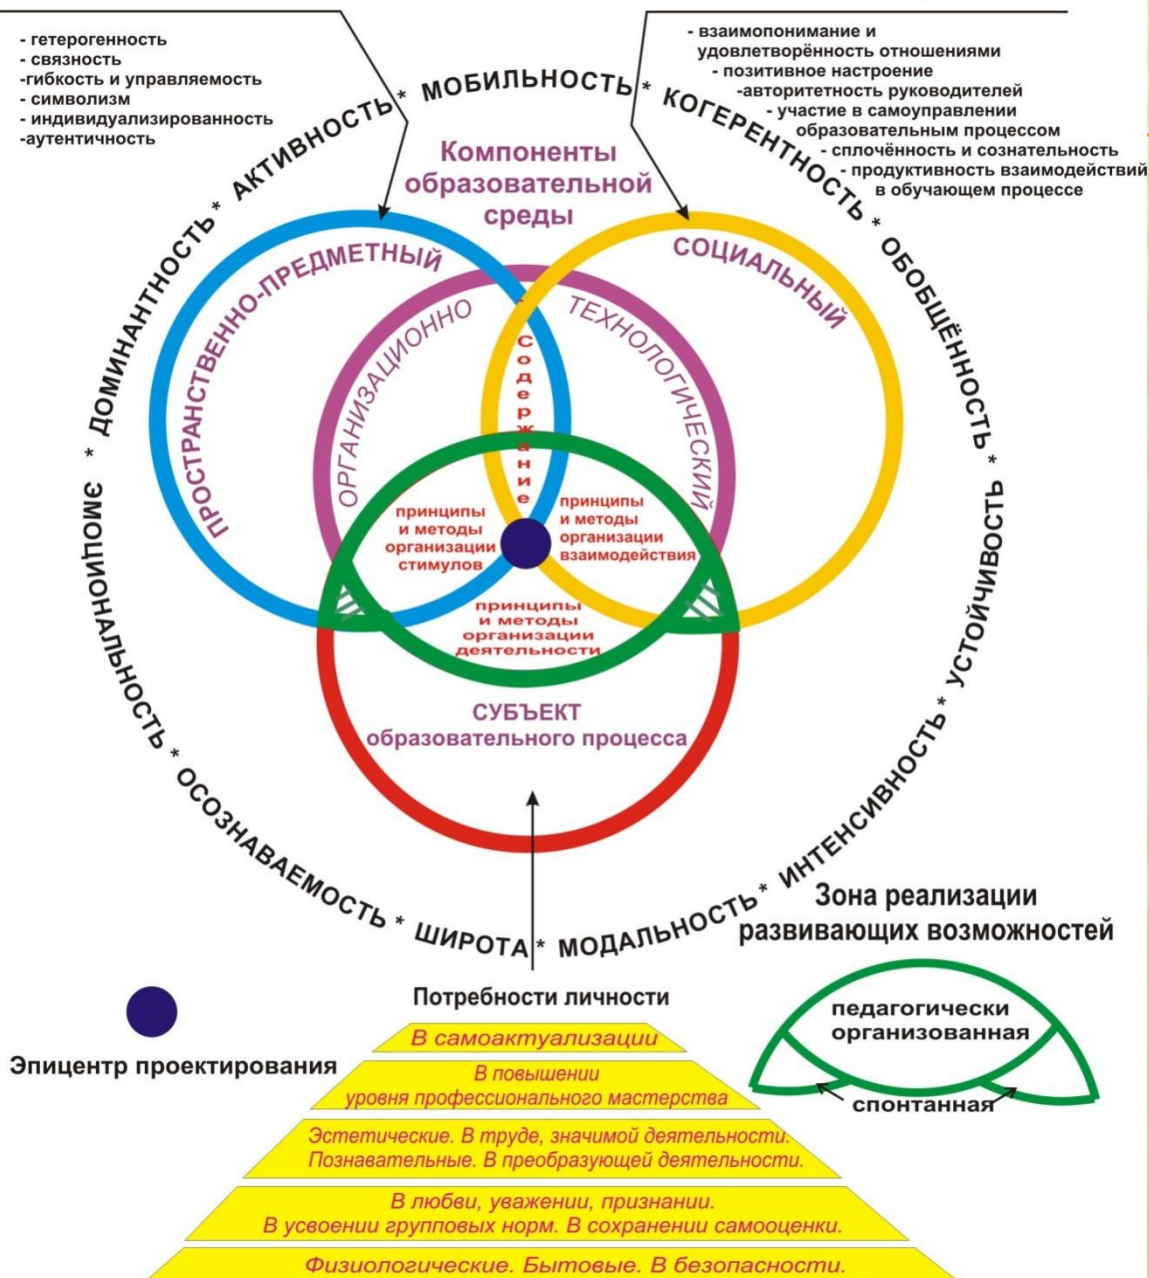 - гетерогенность
- связность
-гибкость и управляемость
- символизм
- индивидуализированность
-аутентичность
- взаимопонимание и
удовлетворённость отношениями
- позитивное настроение
-авторитетность руководителей
- участие в самоуправлении
образовательным процессом
- сплочённость и сознательность
- продуктивность взаимодействий
в обучающем процессе
* ДОМИНАНТНОСТЬ * АКТИВНОСТЬ * МОБИЛЬНОСТЬ * КОГЕРЕНТНОСТЬ * ОБОБЩЁННОСТЬ * УСТОЙЧИВОСТЬ * ИНТЕНСИВНОСТЬ * МОДАЛЬНОСТЬ * ШИРОТА * ОСОЗНАВАЕМОСТЬ * ЭМОЦИОНАЛЬНОСТЬ
Компоненты
образовательной
среды
ПРОСТРАНСТВЕННО-ПРЕДМЕТНЫЙ
СОЦИАЛЬНЫЙ
ОРГАНИЗАЦИОННО
ТЕХНОЛОГИЧЕСКИЙ
Содержание
принципы
и методы
организации
стимулов
принципы
и методы
организации
взаимодействия
принципы
и методы
организации
деятельности
СУБЪЕКТ
образовательного процесса
Зона реализации
развивающих возможностей
педагогически
организованная
спонтанная
Эпицентр проектирования
Потребности личности
В самоактуализации
В повышении
уровня профессионального мастерства
Эстетические. В труде, значимой деятельности.
Познавательные. В преобразующей деятельности.
В любви, уважении, признании.
В усвоении групповых норм. В сохранении самооценки.
Физиологические. Бытовые. В безопасности.